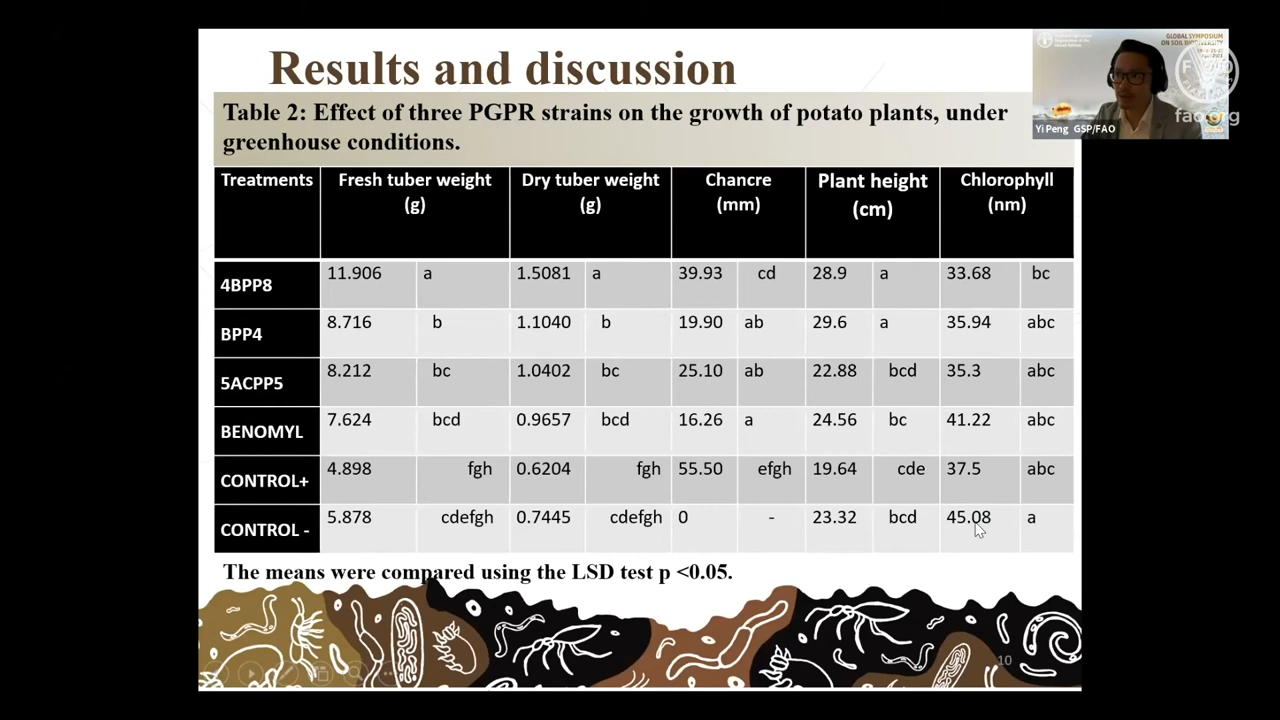 Results and discussion
Table 2: Effect of three PGPR strains on the growth of potato plants, under
greenhouse conditions.
Treatments Fresh tuber weight (g) Dry tuber weight (g) Chancre (mm) Plant height (cm) Chlorophyll (nm)
4BPP8 11.906 a 1.5081 a 39.93 cd 28.9 a 33.68 bc
BPP4 8.716 b 1.1040 b 19.90 ab 29.6 a 35.94 abc
5ACPP5 8.212 bc 1.0402 bc 25.10 ab 22.88 bcd 35.3 abc
BENOMYL 7.624 bcd 0.9657 bcd 16.26 a 24.56 bc 41.22 abc
CONTROL+ 4.898 fgh 0.6204 fgh 55.50 efgh 19.64 cde 37.5 abc
CONTROL - 5.878 cdefgh 0.7445 cdefgh 0 - 23.32 bcd 45.08 a
The means were compared using the LSD test p <0.05.
10
GLOBAL SYMPOSIUM
ON SOIL BIODIVERSITY
fao.org
Yi Peng GSP/FAO